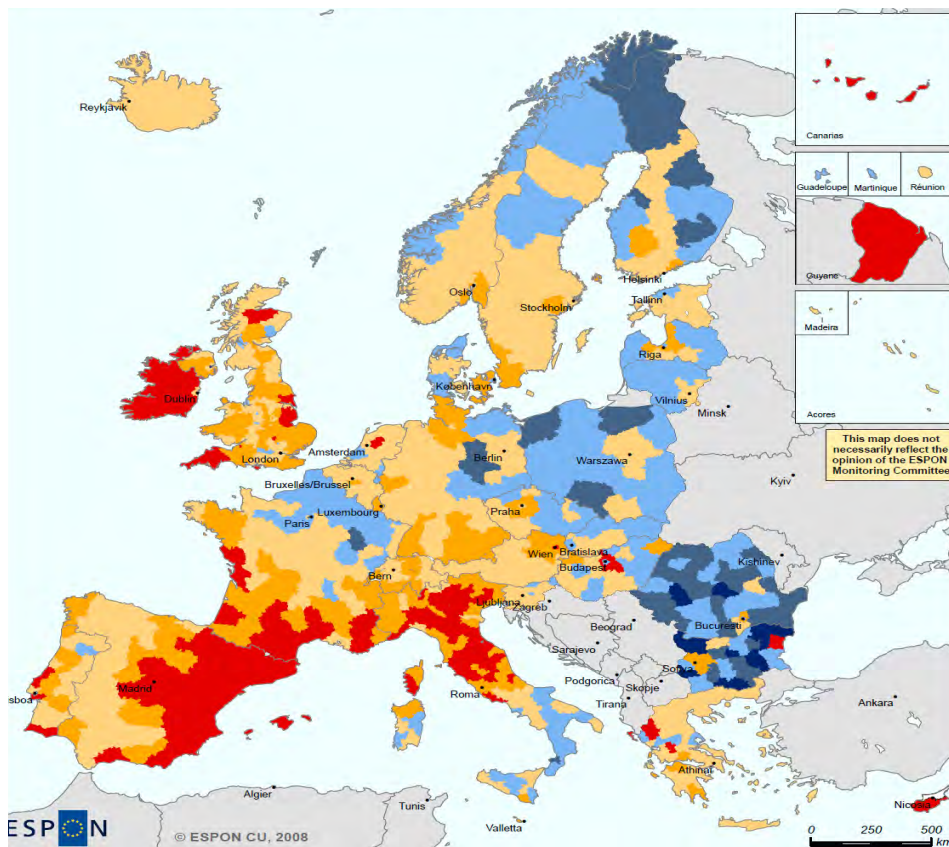 Reykjavik
Canarias
Guadeloupe
Martinique
Réunion
Guyane
Madeira
Acores
This map does not
necessarily reflect the
opinion of the ESPON
Monitoring Committee
Oslo
Stockholm
Helsinki
Tallinn
Riga
København
Vilnius
Minsk
Dublin
Amsterdam
London
Berlin
Warszawa
Bruxelles/Brussel
Kyiv
Luxembourg
Praha
Paris
Wien
Bratislava
Kishinev
Budapest
Bern
Ljubljana
Zagreb
Bucuresti
Beograd
Sarajevo
Sofiya
Madrid
Podgorica
Skopje
isboa
Roma
Tirana
Ankara
Athinai
Algier
Tunis
Nicosia
Valletta
ESPON
© ESPON CU, 2008
0 250 500
km